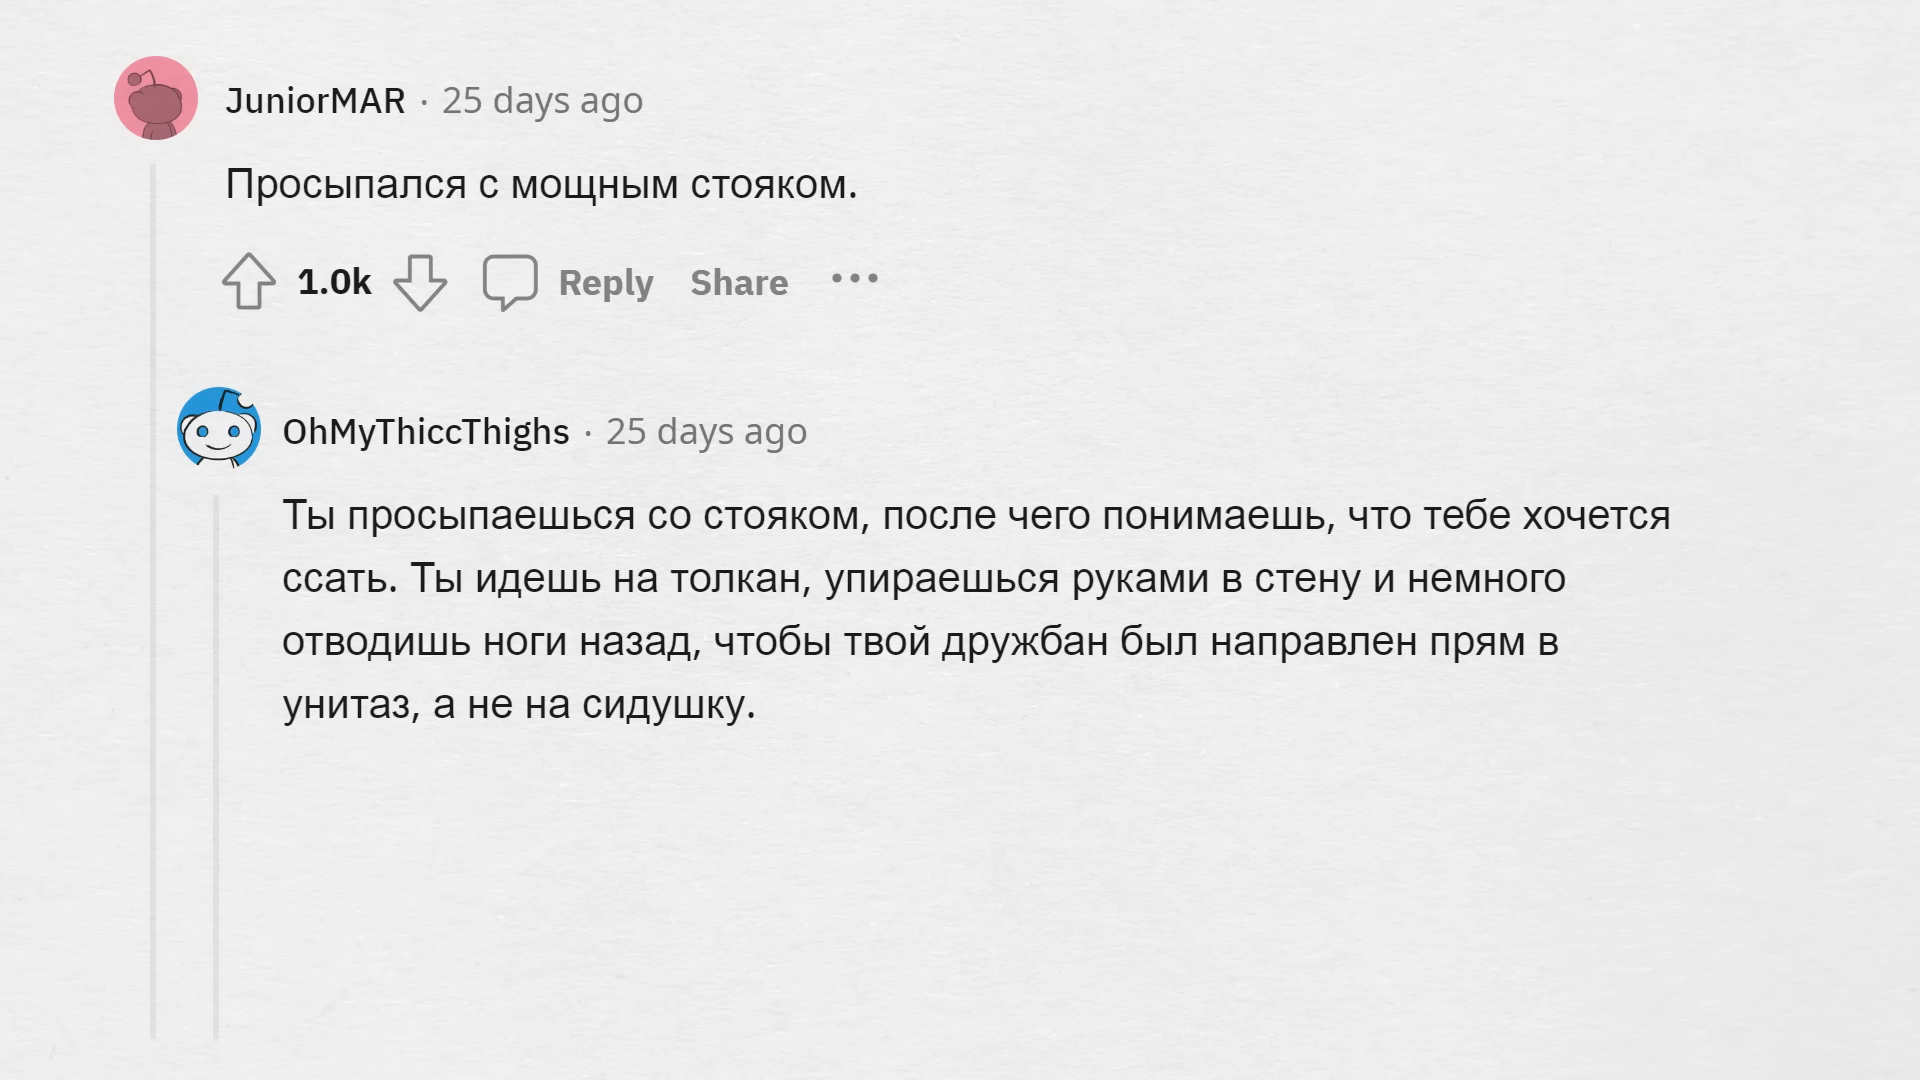 JuniorMAR · 25 days ago
Просыпался с мощным стояком.
1.0k Reply Share
OhMyThiccThighs · 25 days ago
Ты просыпаешься со стояком, после чего понимаешь, что тебе хочется
ссать. Ты идешь на толкан, упираешься руками в стену и немного
отводишь ноги назад, чтобы твой дружбан был направлен прям в
унитаз, а не на сидушку.